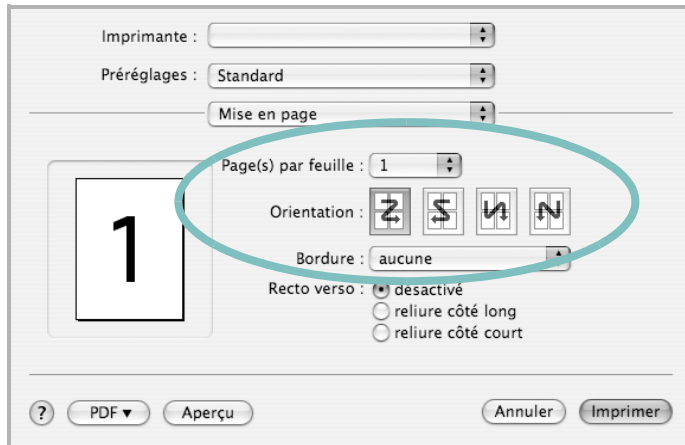 Imprimante :
Préréglages : Standard
Mise en page
Page(s) par feuille : 1
1
Orientation :
Bordure : aucune
Recto verso : désactivé
reliure côté long
reliure côté court
? PDF▼ Aperçu Annuler Imprimer